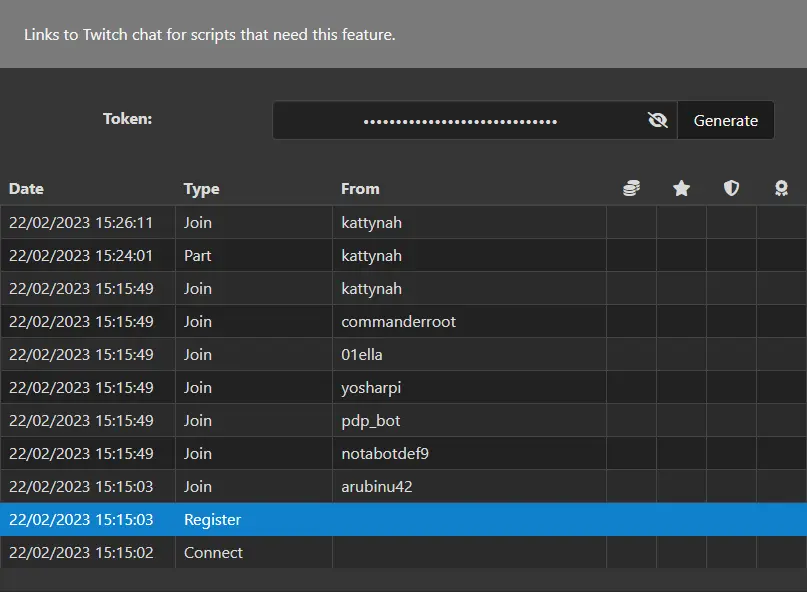 Links to Twitch chat for scripts that need this feature.
Token: •••••••••••••••••••••••••••••• Generate
Date Type From
22/02/2023 15:26:11 Join kattynah
22/02/2023 15:24:01 Part kattynah
22/02/2023 15:15:49 Join kattynah
22/02/2023 15:15:49 Join commanderroot
22/02/2023 15:15:49 Join 01ella
22/02/2023 15:15:49 Join yosharpi
22/02/2023 15:15:49 Join pdp_bot
22/02/2023 15:15:49 Join notabotdef9
22/02/2023 15:15:03 Join arubinu42
22/02/2023 15:15:03 Register
22/02/2023 15:15:02 Connect